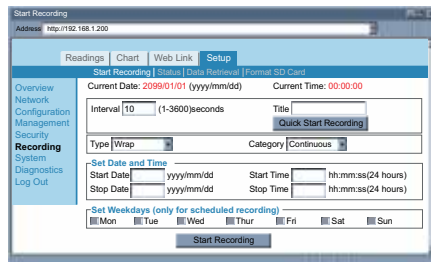 Start Recording
Address http://192.168.1.200
Readings Chart Web Link Setup
Start Recording | Status | Data Retrieval | Format SD Card
Overview
Network
Configuration
Management
Security
Recording
System
Diagnostics
Log Out
Current Date: 2099/01/01 (yyyy/mm/dd) Current Time: 00:00:00
Interval 10 (1-3600)seconds Title
Quick Start Recording
Type Wrap Category Continuous
Set Date and Time
Start Date yyyy/mm/dd Start Time hh:mm:ss(24 hours)
Stop Date yyyy/mm/dd Stop Time hh:mm:ss(24 hours)
Set Weekdays (only for scheduled recording)
Mon Tue Wed Thur Fri Sat Sun
Start Recording